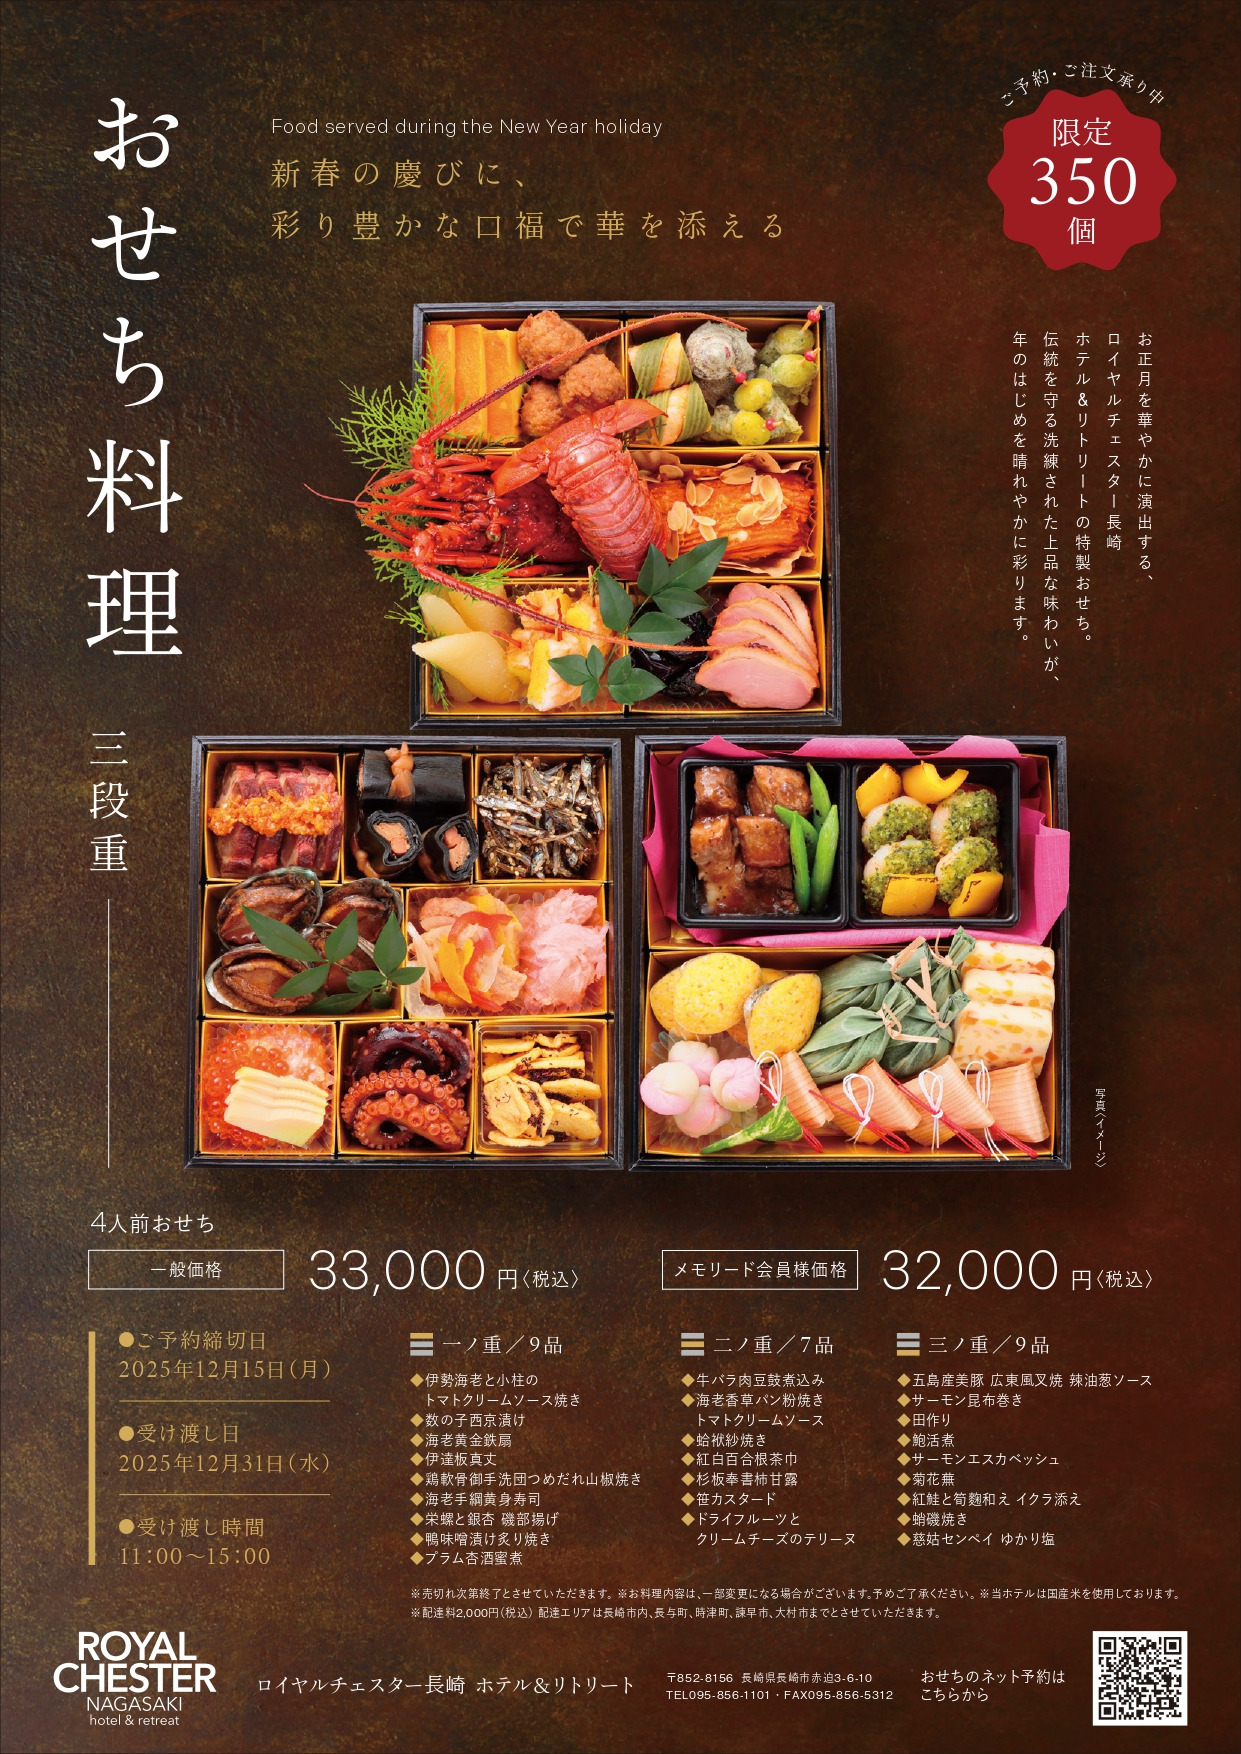 おせち料理
三段重
Food served during the New Year holiday
新春の慶びに、
彩り豊かな口福で華を添える
ご予約・ご注文承り中
限定
350
個
お正月を華やかに演出する、
ロイヤルチェスター長崎
ホテル&リトリートの特製おせち。
伝統を守る洗練された上品な味わいが、
年のはじめを晴れやかに彩ります。
写真〈イメージ〉
4人前おせち
一般価格 33,000円〈税込〉
メモリード会員様価格 32,000円〈税込〉
●ご予約締切日
2025年12月15日(月)
●受け渡し日
2025年12月31日(水)
●受け渡し時間
11:00〜15:00
一ノ重／9品
◆伊勢海老と小柱の
トマトクリームソース焼き
◆数の子西京漬け
◆海老黄金鉄扇
◆伊達板真丈
◆鶏軟骨御手洗団つめだれ山椒焼き
◆海老手綱黄身寿司
◆栄螺と銀杏 磯部揚げ
◆鴨味噌漬け炙り焼き
◆プラム杏酒蜜煮
二ノ重／7品
◆牛バラ肉豆鼓煮込み
◆海老香草パン粉焼き
トマトクリームソース
◆蛤袱紗焼き
◆紅白百合根茶巾
◆杉板奉書柿甘露
◆笹カスタード
◆ドライフルーツと
クリームチーズのテリーヌ
三ノ重／9品
◆五島産美豚 広東風叉焼 辣油葱ソース
◆サーモン昆布巻き
◆田作り
◆鮑活煮
◆サーモンエスカベッシュ
◆菊花蕪
◆紅鮭と筍麹和え イクラ添え
◆蛸磯焼き
◆慈姑センベイ ゆかり塩
※売切れ次第終了とさせていただきます。 ※お料理内容は、一部変更になる場合がございます。予めご了承ください。 ※当ホテルは国産米を使用しております。
※配達料2,000円(税込) 配達エリアは長崎市内、長与町、時津町、諫早市、大村市までとさせていただきます。
ROYAL
CHESTER
NAGASAKI
hotel & retreat
ロイヤルチェスター長崎 ホテル&リトリート
〒852-8156 長崎県長崎市赤迫3-6-10
TEL095-856-1101・FAX095-856-5312
おせちのネット予約は
こちらから